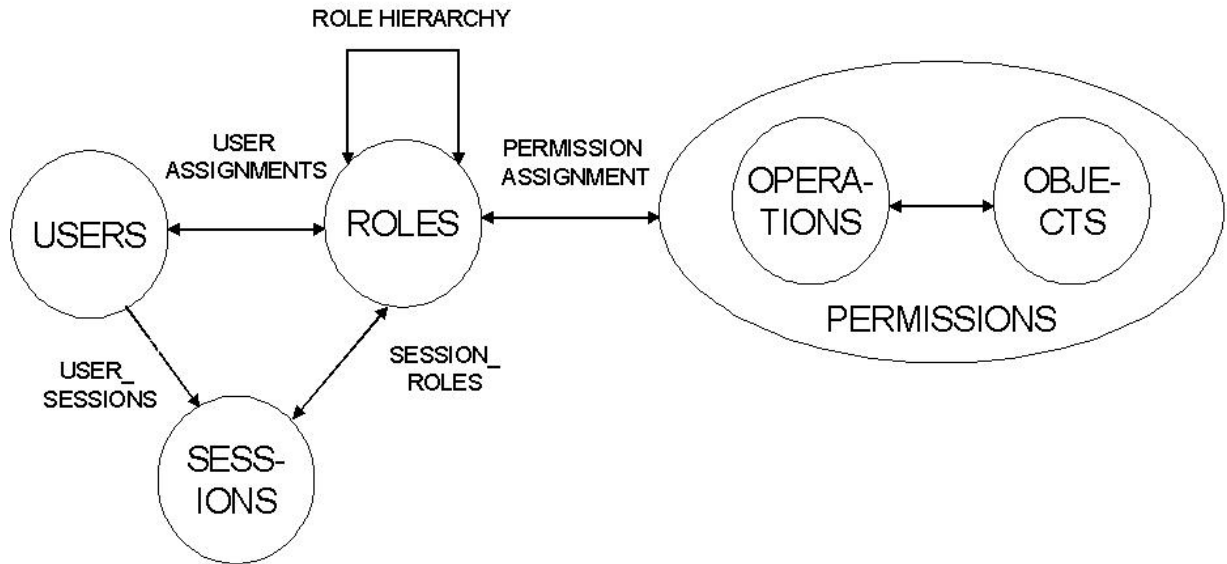 ROLE HIERARCHY
USER
ASSIGNMENTS
PERMISSION
ASSIGNMENT
USERS
ROLES
OPERA-
TIONS
OBJE-
CTS
PERMISSIONS
USER_
SESSIONS
SESSION_
ROLES
SESS-
IONS